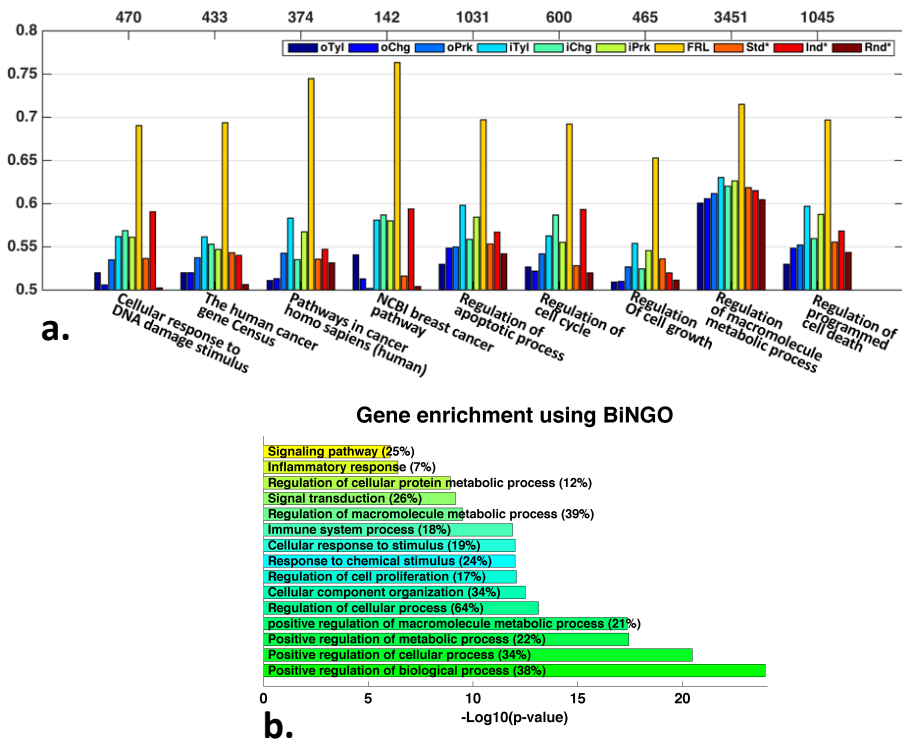 470 433 374 142 1031 600 465 3451 1045
0.8
oTyl oChg oPrk iTyl iChg iPrk FRL Std* Ind* Rnd*
0.75
0.7
0.65
0.6
0.55
0.5
Cellular response to
DNA damage stimulus
The human cancer
gene Census
Pathways in cancer
homo sapiens (human)
NCBI breast cancer
pathway
Regulation of
apoptotic process
Regulation of
cell cycle
Regulation
Of cell growth
Regulation
of macromolecule
metabolic process
Regulation of
programmed
cell death
a.
Gene enrichment using BiNGO
Signaling pathway (25%)
Inflammatory response (7%)
Regulation of cellular protein metabolic process (12%)
Signal transduction (26%)
Regulation of macromolecule metabolic process (39%)
Immune system process (18%)
Cellular response to stimulus (19%)
Response to chemical stimulus (24%)
Regulation of cell proliferation (17%)
Cellular component organization (34%)
Regulation of cellular process (64%)
positive regulation of macromolecule metabolic process (21%)
Positive regulation of metabolic process (22%)
Positive regulation of cellular process (34%)
Positive regulation of biological process (38%)
0 5 10 15 20
-Log10(p-value)
b.